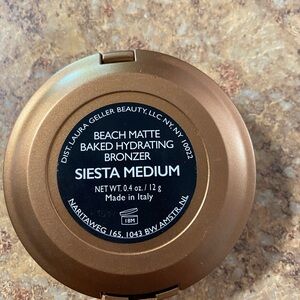 DIST. LAURA GELLER BEAUTY, LLC NY, NY 10022
BEACH MATTE
BAKED HYDRATING
BRONZER
SIESTA MEDIUM
NET WT. 0.4 oz. / 12 g
Made in Italy
18M
NARITAWEG 165, 1043 BW AMSTR., NL